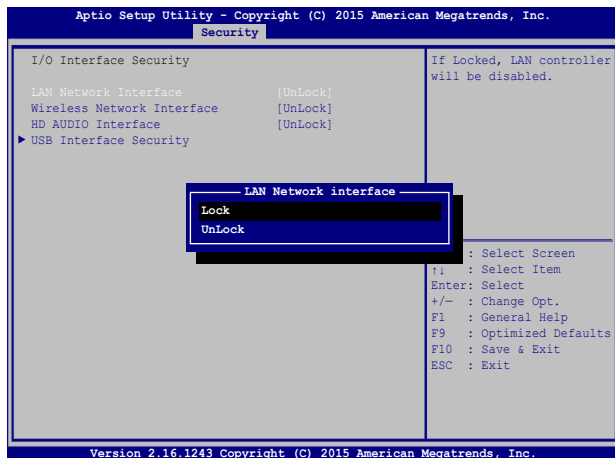 Aptio Setup Utility - Copyright (C) 2015 American Megatrends, Inc.
Security
I/O Interface Security
LAN Network Interface [UnLock]
Wireless Network Interface [UnLock]
HD AUDIO Interface [UnLock]
▶ USB Interface Security
If Locked, LAN controller
will be disabled.
LAN Network interface
Lock
UnLock
: Select Screen
↑↓ : Select Item
Enter: Select
+/— : Change Opt.
F1 : General Help
F9 : Optimized Defaults
F10 : Save & Exit
ESC : Exit
Version 2.16.1243 Copyright (C) 2015 American Megatrends, Inc.